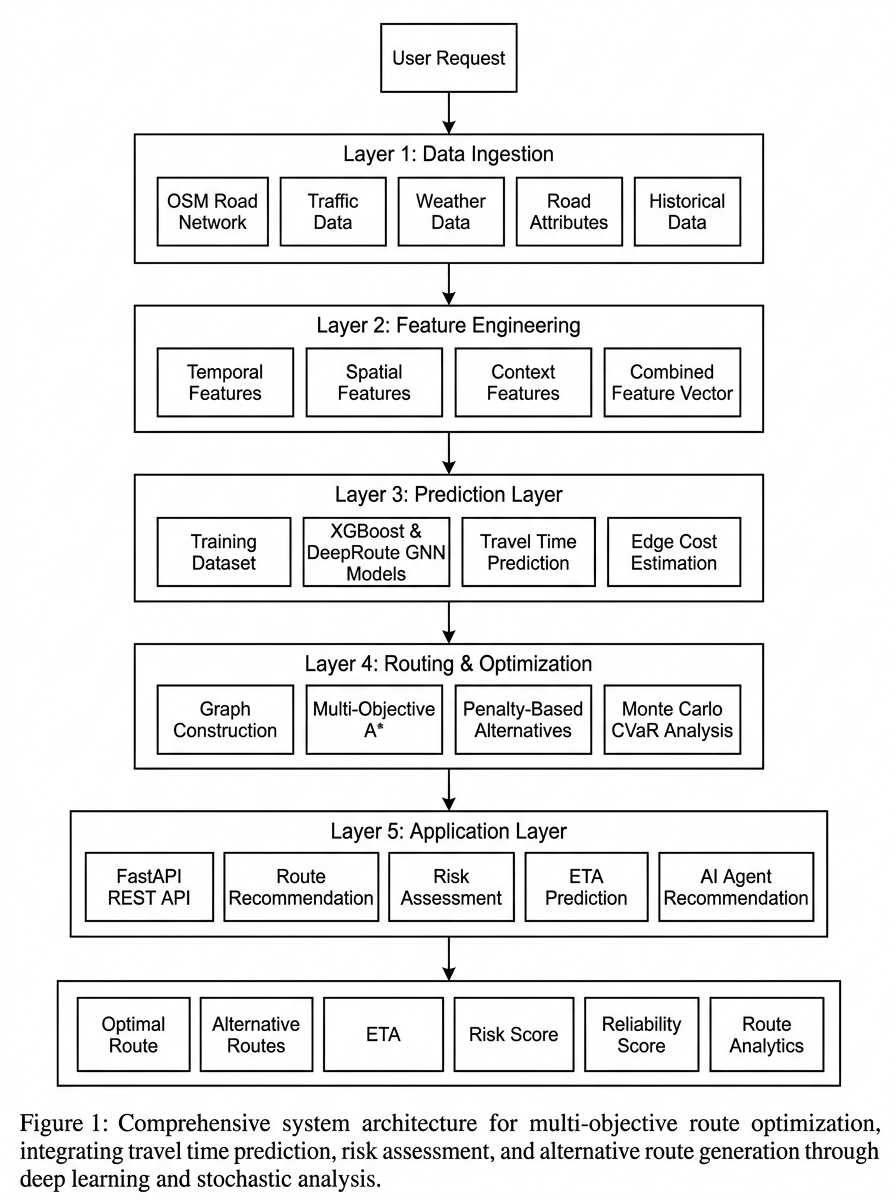 User Request
Layer 1: Data Ingestion
OSM Road
Network
Traffic
Data
Weather
Data
Road
Attributes
Historical
Data
Layer 2: Feature Engineering
Temporal
Features
Spatial
Features
Context
Features
Combined
Feature Vector
Layer 3: Prediction Layer
Training
Dataset
XGBoost &
DeepRoute GNN
Models
Travel Time
Prediction
Edge Cost
Estimation
Layer 4: Routing & Optimization
Graph
Construction
Multi-Objective
A*
Penalty-Based
Alternatives
Monte Carlo
CVaR Analysis
Layer 5: Application Layer
FastAPI
REST API
Route
Recommendation
Risk
Assessment
ETA
Prediction
AI Agent
Recommendation
Optimal
Route
Alternative
Routes
ETA
Risk Score
Reliability
Score
Route
Analytics
Figure 1: Comprehensive system architecture for multi-objective route optimization,
integrating travel time prediction, risk assessment, and alternative route generation through
deep learning and stochastic analysis.